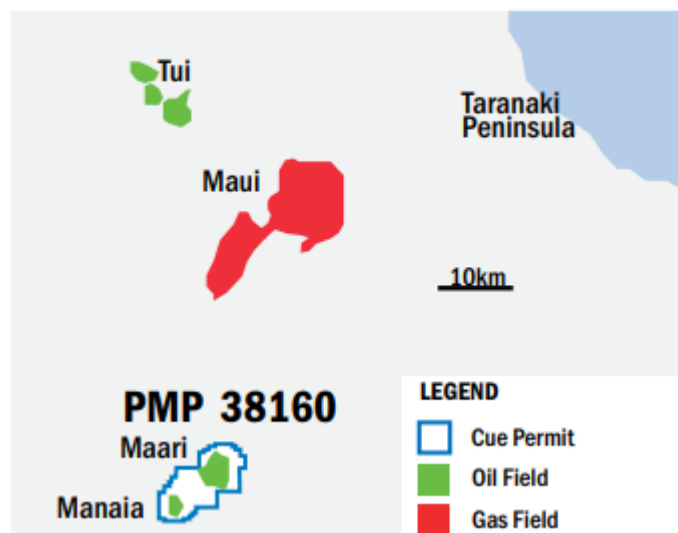 Tui
Taranaki
Peninsula
Maui
10km
PMP 38160
Maari
Manaia
LEGEND
Cue Permit
Oil Field
Gas Field